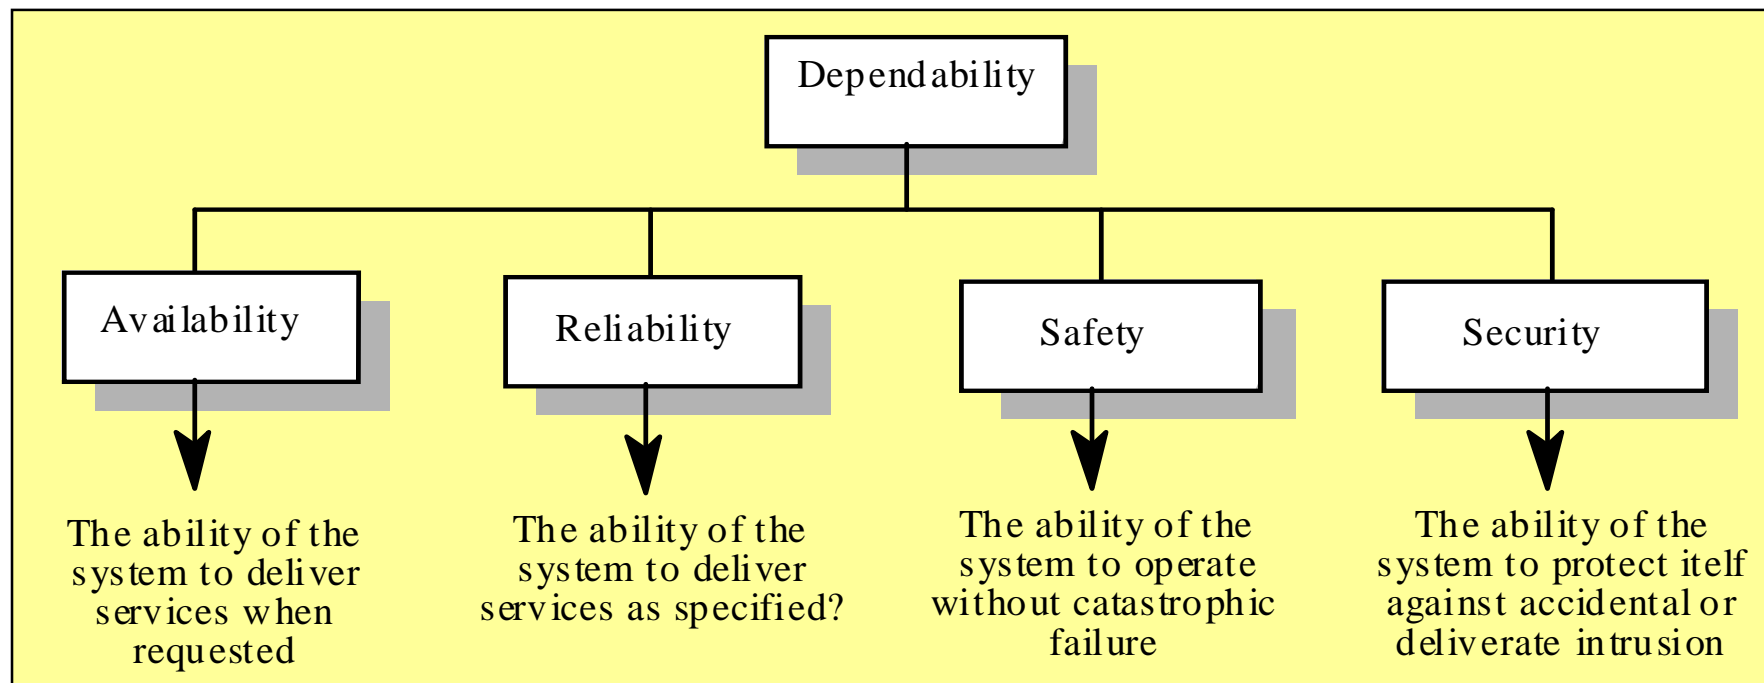 Dependability
Availability
Reliability
Safety
Security
The ability of the
system to deliver
services when
requested
The ability of the
system to deliver
services as specified?
The ability of the
system to operate
without catastrophic
failure
The ability of the
system to protect itelf
against accidental or
deliverate intrusion